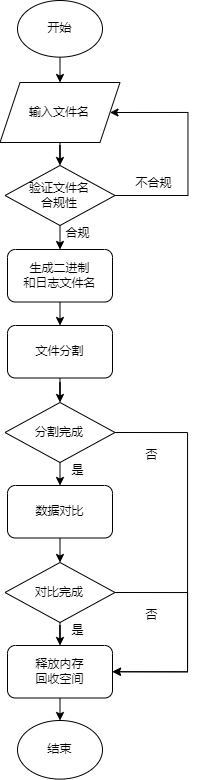 开始
输入文件名
验证文件名
合规性
不合规
合规
生成二进制
和日志文件名
文件分割
分割完成
否
是
数据对比
对比完成
否
是
释放内存
回收空间
结束